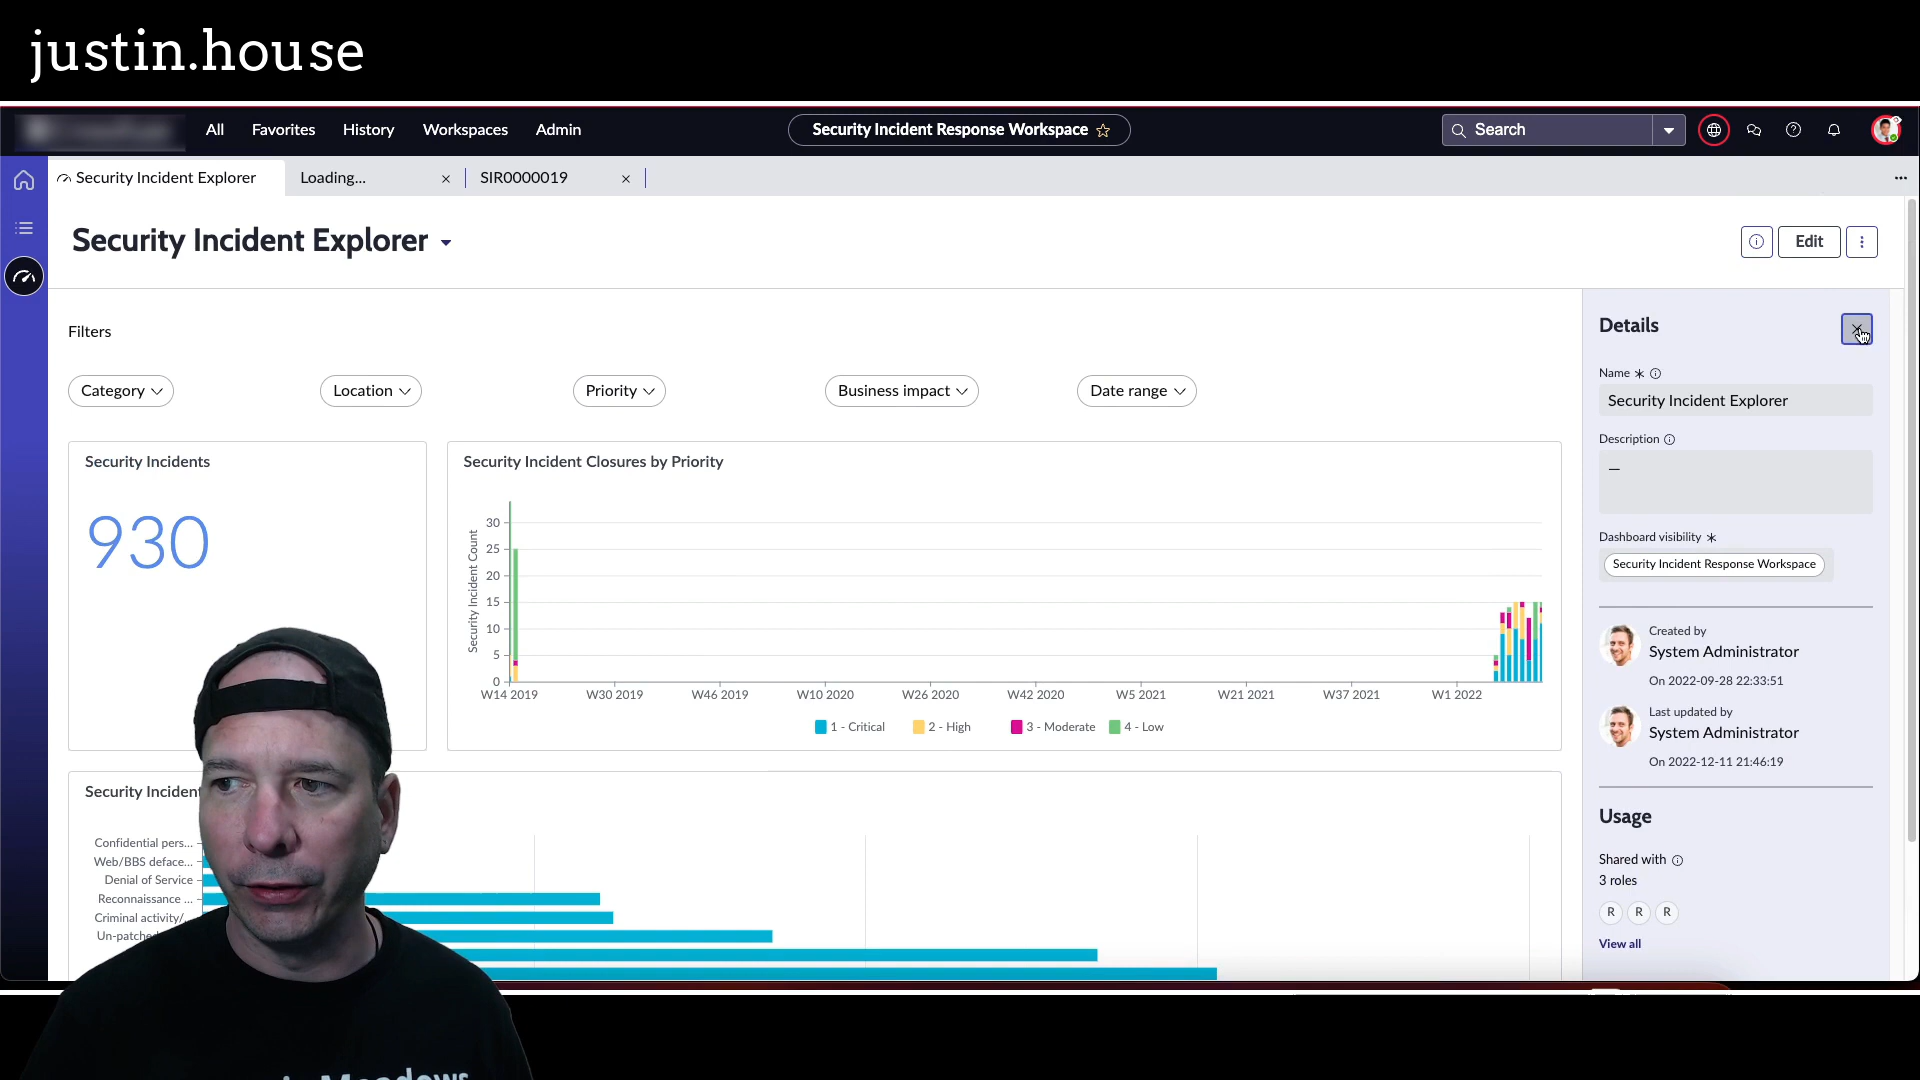 justin.house
All Favorites History Workspaces Admin
Security Incident Response Workspace
Search
Security Incident Explorer
Loading...
SIR0000019
Security Incident Explorer
Edit
Filters
Category
Location
Priority
Business impact
Date range
Security Incidents
930
Security Incident Closures by Priority
Security Incident Count
30
25
20
15
10
5
0
W14 2019 W30 2019 W46 2019 W10 2020 W26 2020 W42 2020 W5 2021 W21 2021 W37 2021 W1 2022
1 - Critical 2 - High 3 - Moderate 4 - Low
Security Inciden
Confidential pers...
Web/BBS deface...
Denial of Service
Reconnaissance ...
Criminal activity/...
Un-patche
Details
Name *
Security Incident Explorer
Description
—
Dashboard visibility *
Security Incident Response Workspace
Created by
System Administrator
On 2022-09-28 22:33:51
Last updated by
System Administrator
On 2022-12-11 21:46:19
Usage
Shared with
3 roles
R R R
View all
Meadows